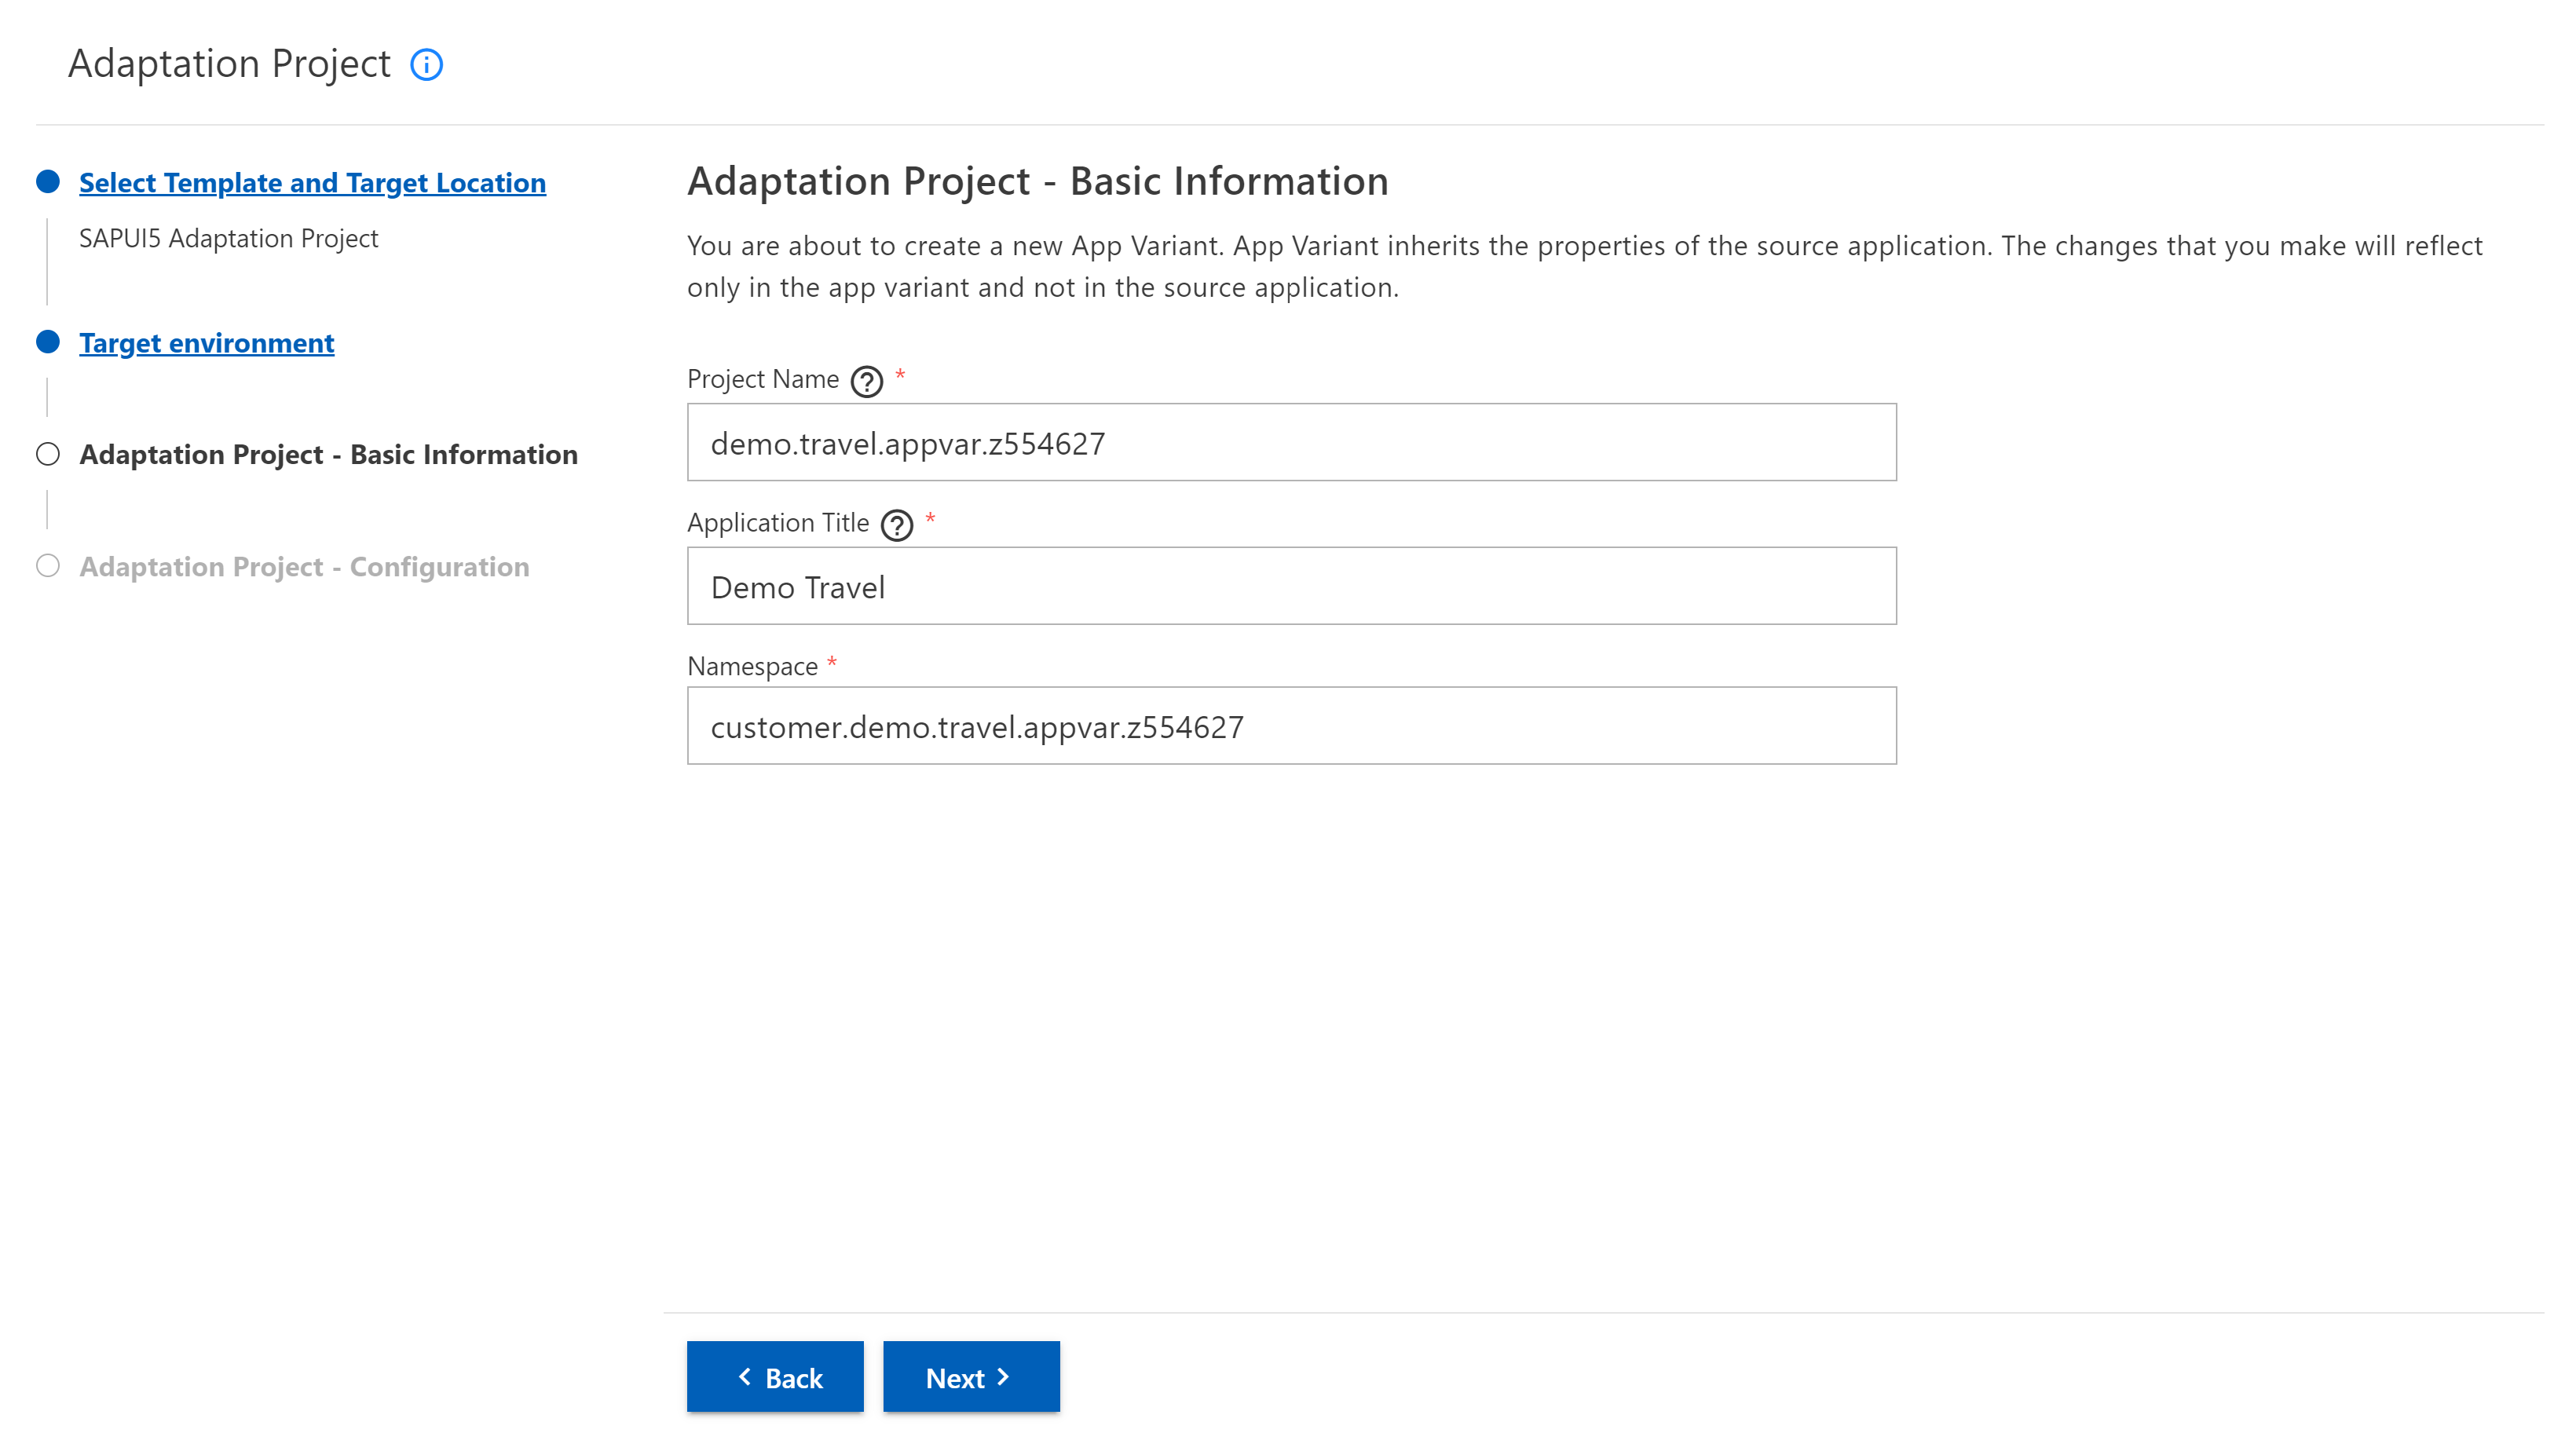 Adaptation Project
Select Template and Target Location
SAPUI5 Adaptation Project
Target environment
Adaptation Project - Basic Information
Adaptation Project - Configuration
Adaptation Project - Basic Information
You are about to create a new App Variant. App Variant inherits the properties of the source application. The changes that you make will reflect
only in the app variant and not in the source application.
Project Name ? *
demo.travel.appvar.z554627
Application Title ? *
Demo Travel
Namespace *
customer.demo.travel.appvar.z554627
Back
Next